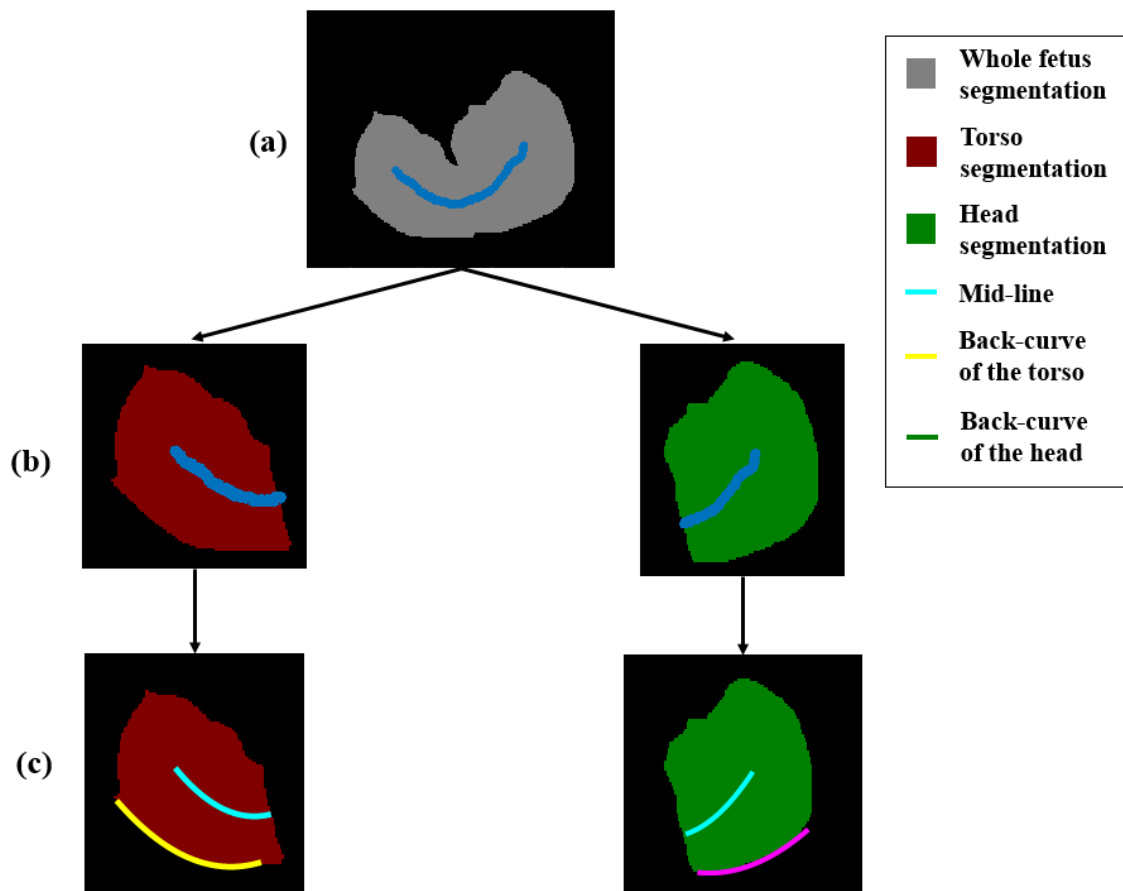 (a)
(b)
(c)
Whole fetus
segmentation
Torso
segmentation
Head
segmentation
Mid-line
Back-curve
of the torso
Back-curve
of the head